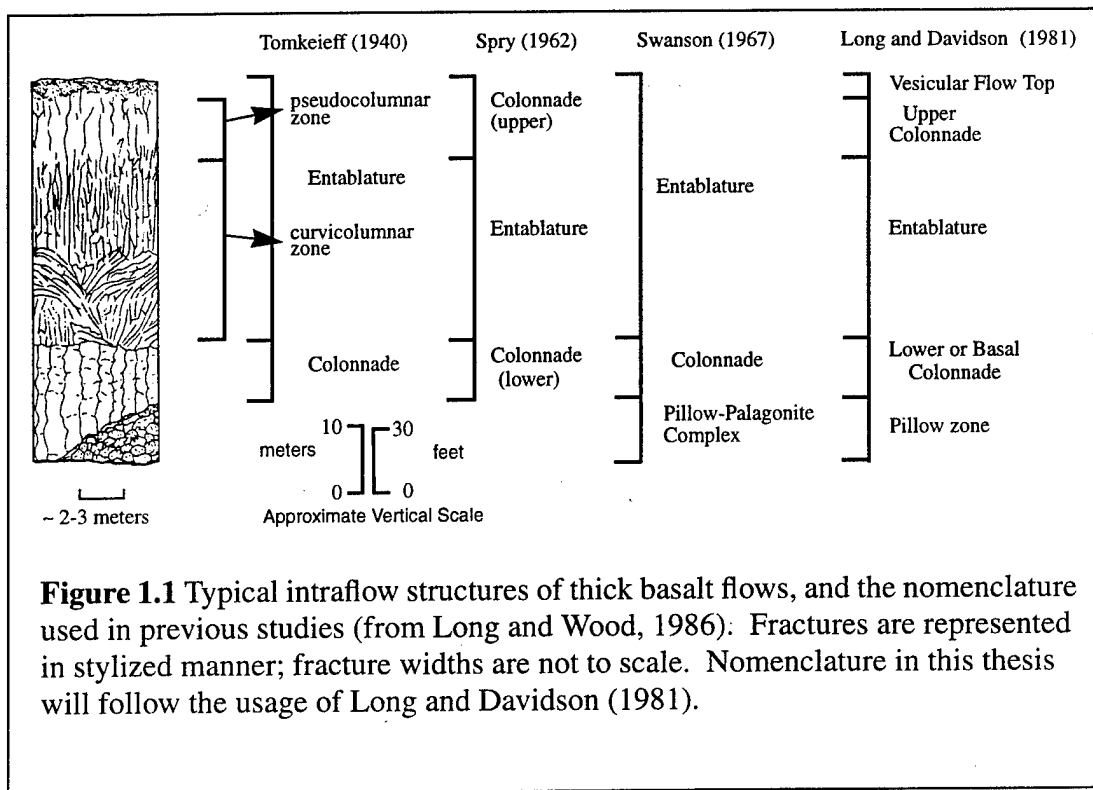 Tomkeieff (1940) Spry (1962) Swanson (1967) Long and Davidson (1981)
pseudocolumnar
zone
Entablature
curvicolumnar
zone
Colonnade
Colonnade
(upper)
Entablature
Colonnade
(lower)
Entablature
Colonnade
Pillow-Palagonite
Complex
Vesicular Flow Top
Upper
Colonnade
Entablature
Lower or Basal
Colonnade
Pillow zone
~ 2-3 meters
10 30
meters feet
0 0
Approximate Vertical Scale
Figure 1.1 Typical intraflow structures of thick basalt flows, and the nomenclature
used in previous studies (from Long and Wood, 1986). Fractures are represented
in stylized manner; fracture widths are not to scale. Nomenclature in this thesis
will follow the usage of Long and Davidson (1981).